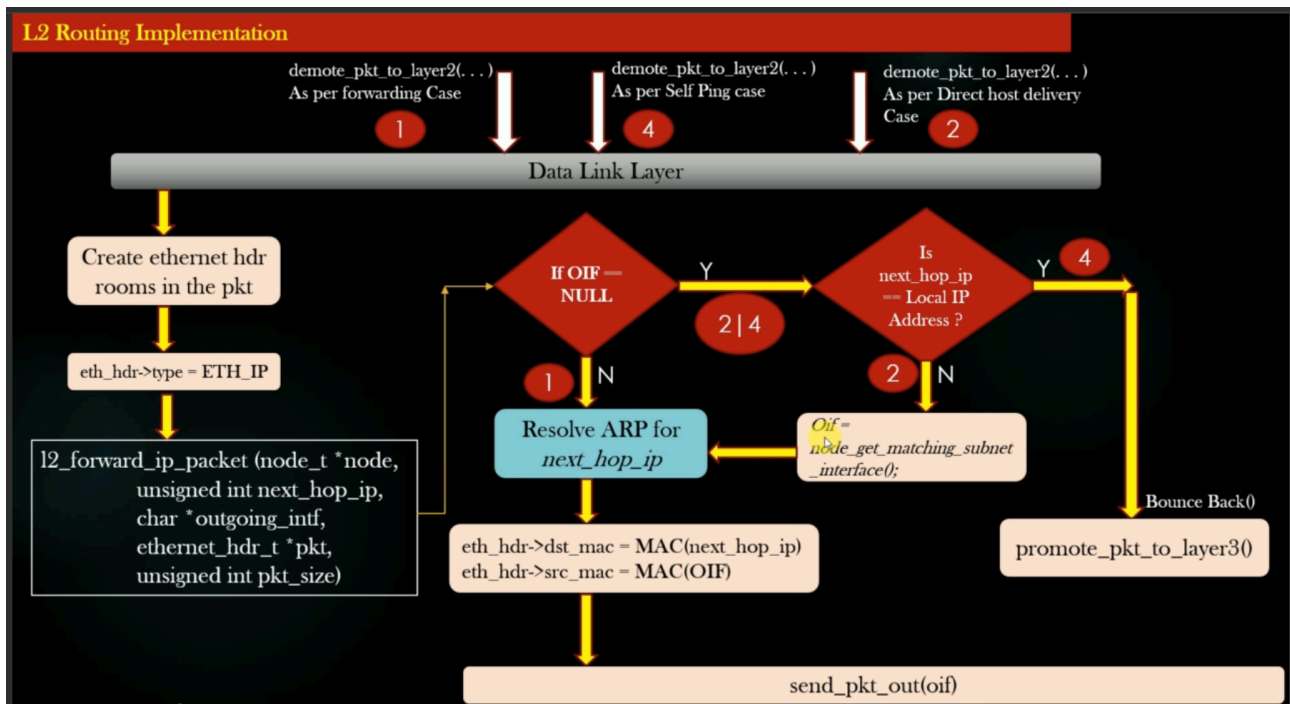 L2 Routing Implementation
demote_pkt_to_layer2(. . .)
As per forwarding Case
1
demote_pkt_to_layer2(. . .)
As per Self Ping case
4
demote_pkt_to_layer2(. . .)
As per Direct host delivery
Case
2
Data Link Layer
Create ethernet hdr
rooms in the pkt
eth_hdr->type = ETH_IP
l2_forward_ip_packet (node_t *node,
unsigned int next_hop_ip,
char *outgoing_intf,
ethernet_hdr_t *pkt,
unsigned int pkt_size)
If OIF ==
NULL
Y
2|4
Is
next_hop_ip
== Local IP
Address ?
Y
4
1
N
2
N
Resolve ARP for
next_hop_ip
Oif =
node_get_matching_subnet
_interface();
eth_hdr->dst_mac = MAC(next_hop_ip)
eth_hdr->src_mac = MAC(OIF)
Bounce Back()
promote_pkt_to_layer3()
send_pkt_out(oif)